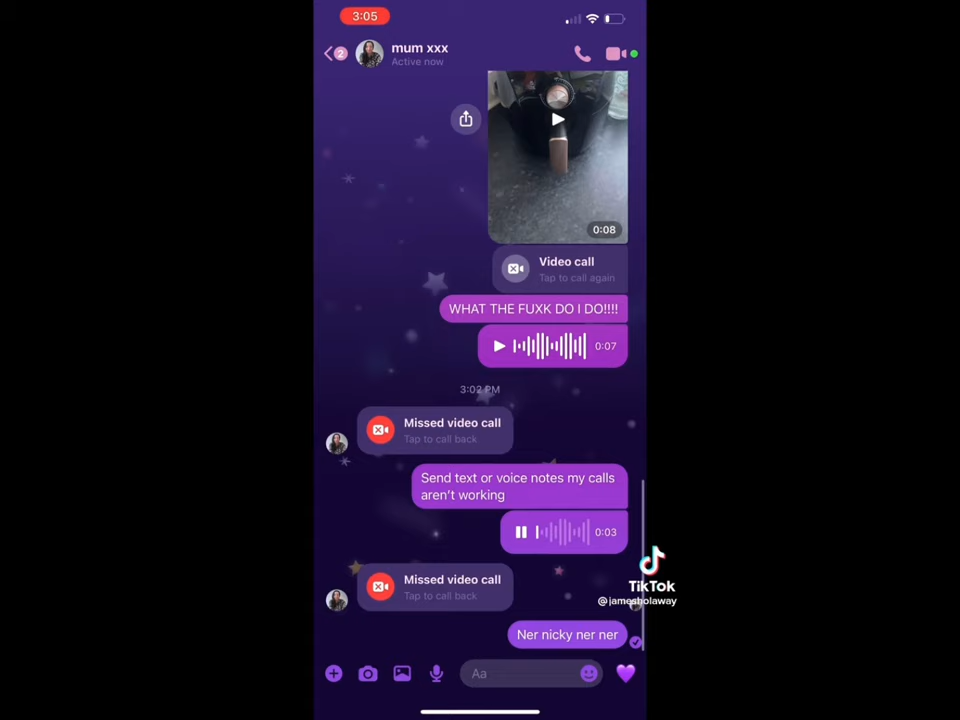 3:05
2
mum xxx
Active now
0:08
Video call
Tap to call again
WHAT THE FUXK DO I DO!!!!
0:07
3:02 PM
Missed video call
Tap to call back
Send text or voice notes my calls
aren't working
0:03
Missed video call
Tap to call back
TikTok
@jamesholaway
Ner nicky ner ner
Aa